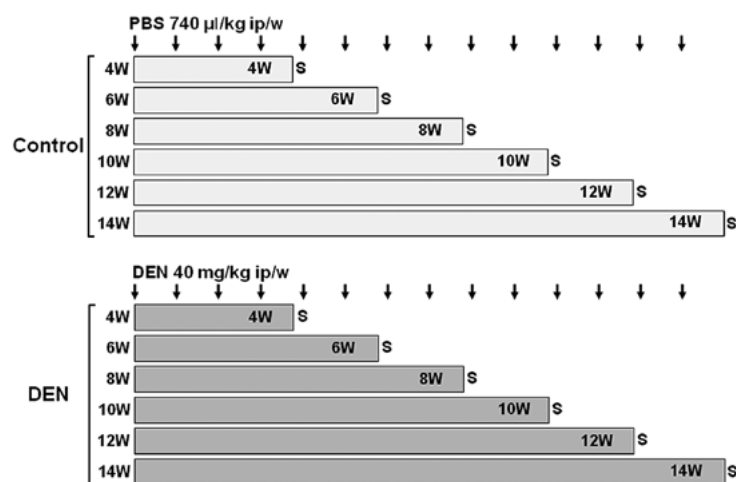 PBS 740 µl/kg ip/w
4W 4W S
6W 6W S
8W 8W S
Control
10W 10W S
12W 12W S
14W 14W S
DEN 40 mg/kg ip/w
4W 4W S
6W 6W S
8W 8W S
DEN
10W 10W S
12W 12W S
14W 14W S